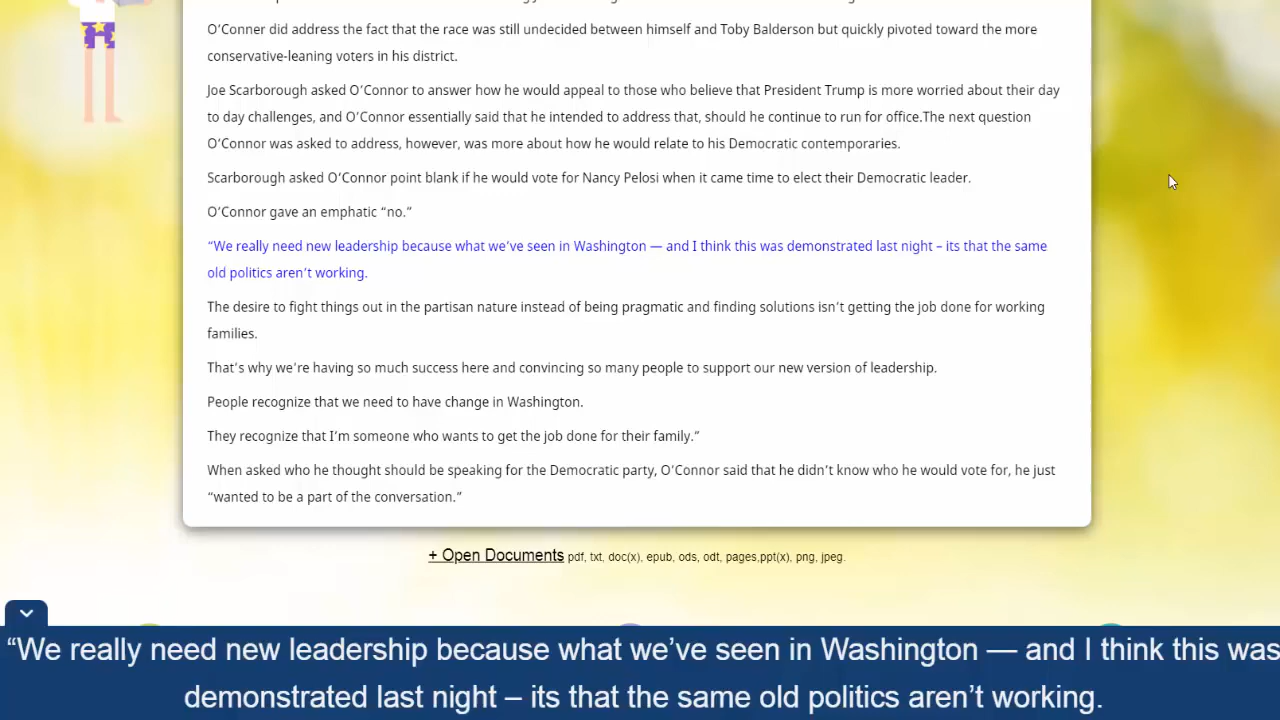 O’Conner did address the fact that the race was still undecided between himself and Toby Balderson but quickly pivoted toward the more
conservative-leaning voters in his district.
Joe Scarborough asked O’Connor to answer how he would appeal to those who believe that President Trump is more worried about their day
to day challenges, and O’Connor essentially said that he intended to address that, should he continue to run for office.The next question
O’Connor was asked to address, however, was more about how he would relate to his Democratic contemporaries.
Scarborough asked O’Connor point blank if he would vote for Nancy Pelosi when it came time to elect their Democratic leader.
O’Connor gave an emphatic “no.”
“We really need new leadership because what we’ve seen in Washington — and I think this was demonstrated last night – its that the same
old politics aren’t working.
The desire to fight things out in the partisan nature instead of being pragmatic and finding solutions isn’t getting the job done for working
families.
That’s why we’re having so much success here and convincing so many people to support our new version of leadership.
People recognize that we need to have change in Washington.
They recognize that I’m someone who wants to get the job done for their family.”
When asked who he thought should be speaking for the Democratic party, O’Connor said that he didn’t know who he would vote for, he just
“wanted to be a part of the conversation.”
+ Open Documents pdf, txt, doc(x), epub, ods, odt, pages,ppt(x), png, jpeg.
“We really need new leadership because what we’ve seen in Washington — and I think this was
demonstrated last night – its that the same old politics aren’t working.